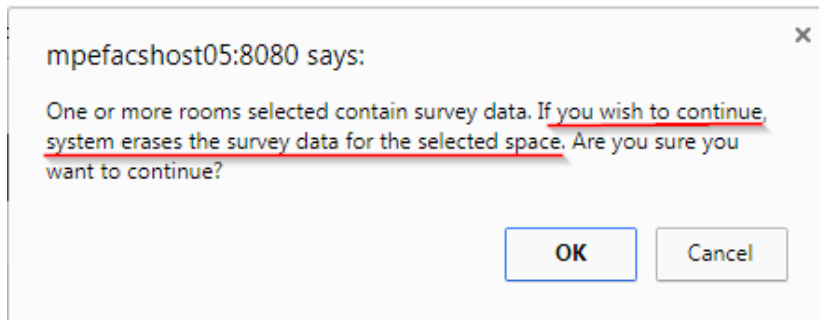 mpefacshost05:8080 says:
One or more rooms selected contain survey data. If you wish to continue,
system erases the survey data for the selected space. Are you sure you
want to continue?
OK
Cancel